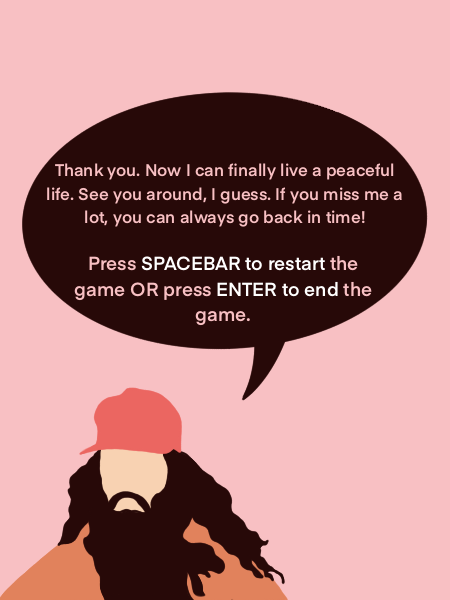 Thank you. Now I can finally live a peaceful
life. See you around, I guess. If you miss me a
lot, you can always go back in time!
Press SPACEBAR to restart the
game OR press ENTER to end the
game.